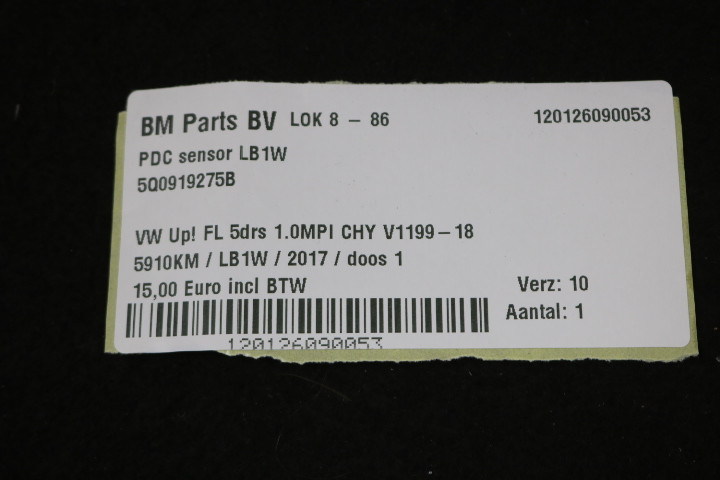 BM Parts BV LOK 8 - 86 120126090053
PDC sensor LB1W
5Q0919275B
VW Up! FL 5drs 1.0MPI CHY V1199-18
5910KM / LB1W / 2017 / doos 1
15,00 Euro incl BTW Verz: 10
Aantal: 1
120126090053